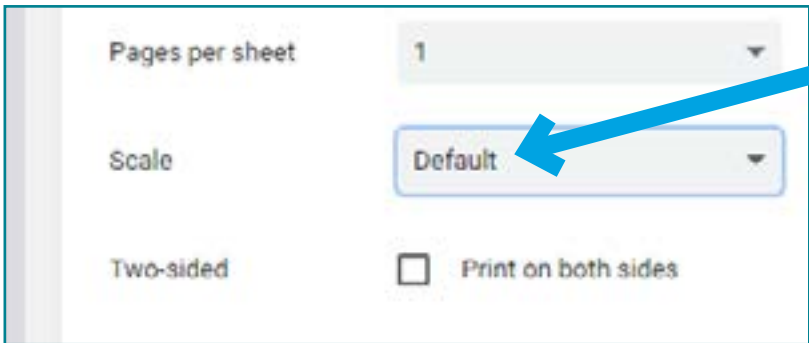 Pages per sheet 1
Scale Default
Two-sided Print on both sides